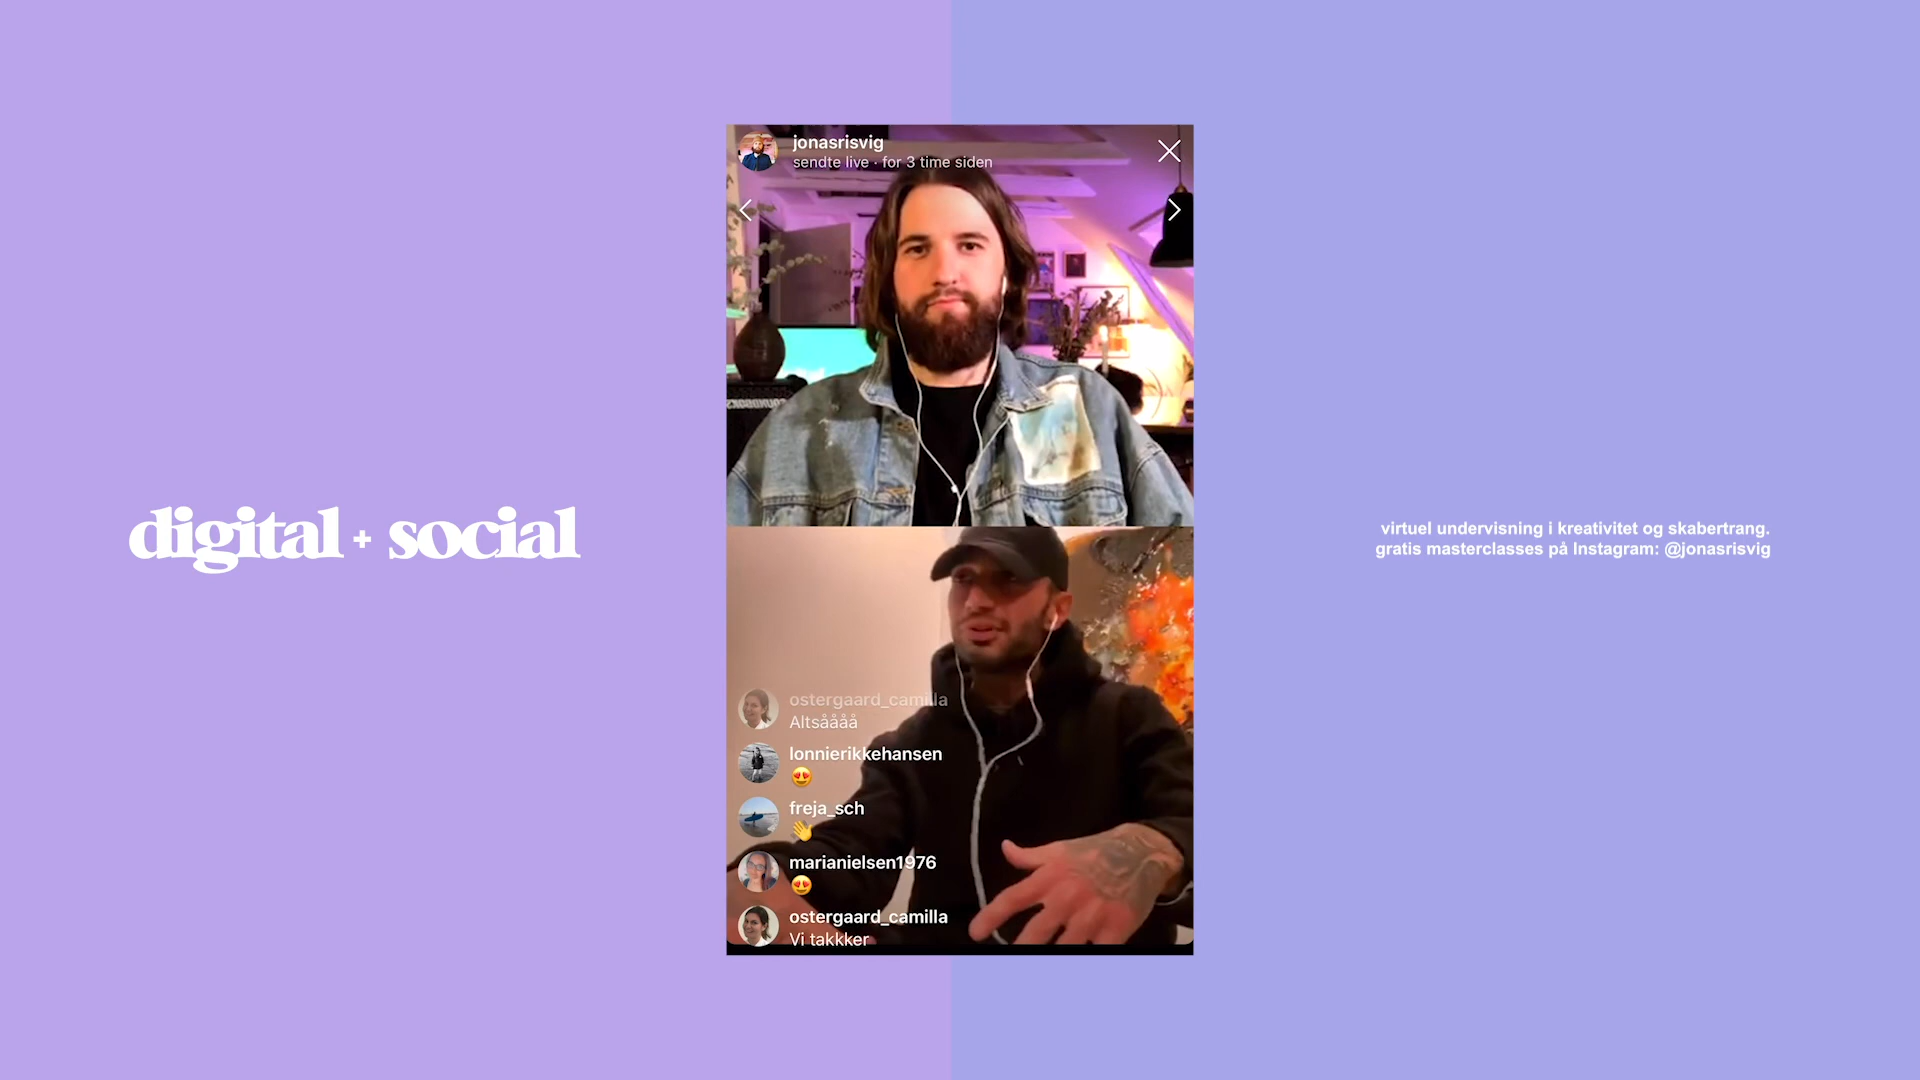 jonasrisvig
sendte live · for 3 time siden
digital + social
virtuel undervisning i kreativitet og skabertrang.
gratis masterclasses på Instagram: @jonasrisvig
ostergaard_camilla
Altsåååå
lonnierikkehansen
😍
freja_sch
👋
marianielsen1976
😍
ostergaard_camilla
Vi takkker